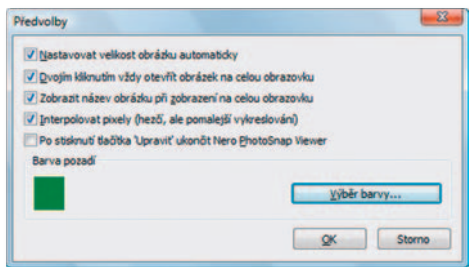 Předvolby
Nastavovat velikost obrázku automaticky
Dvojím kliknutím vždy otevřít obrázek na celou obrazovku
Zobrazit název obrázku při zobrazení na celou obrazovku
Interpolovat pixely (hezčí, ale pomalejší vykreslování)
Po stisknutí tlačítka 'Upravit' ukončit Nero PhotoSnap Viewer
Barva pozadí
Výběr barvy...
OK Storno